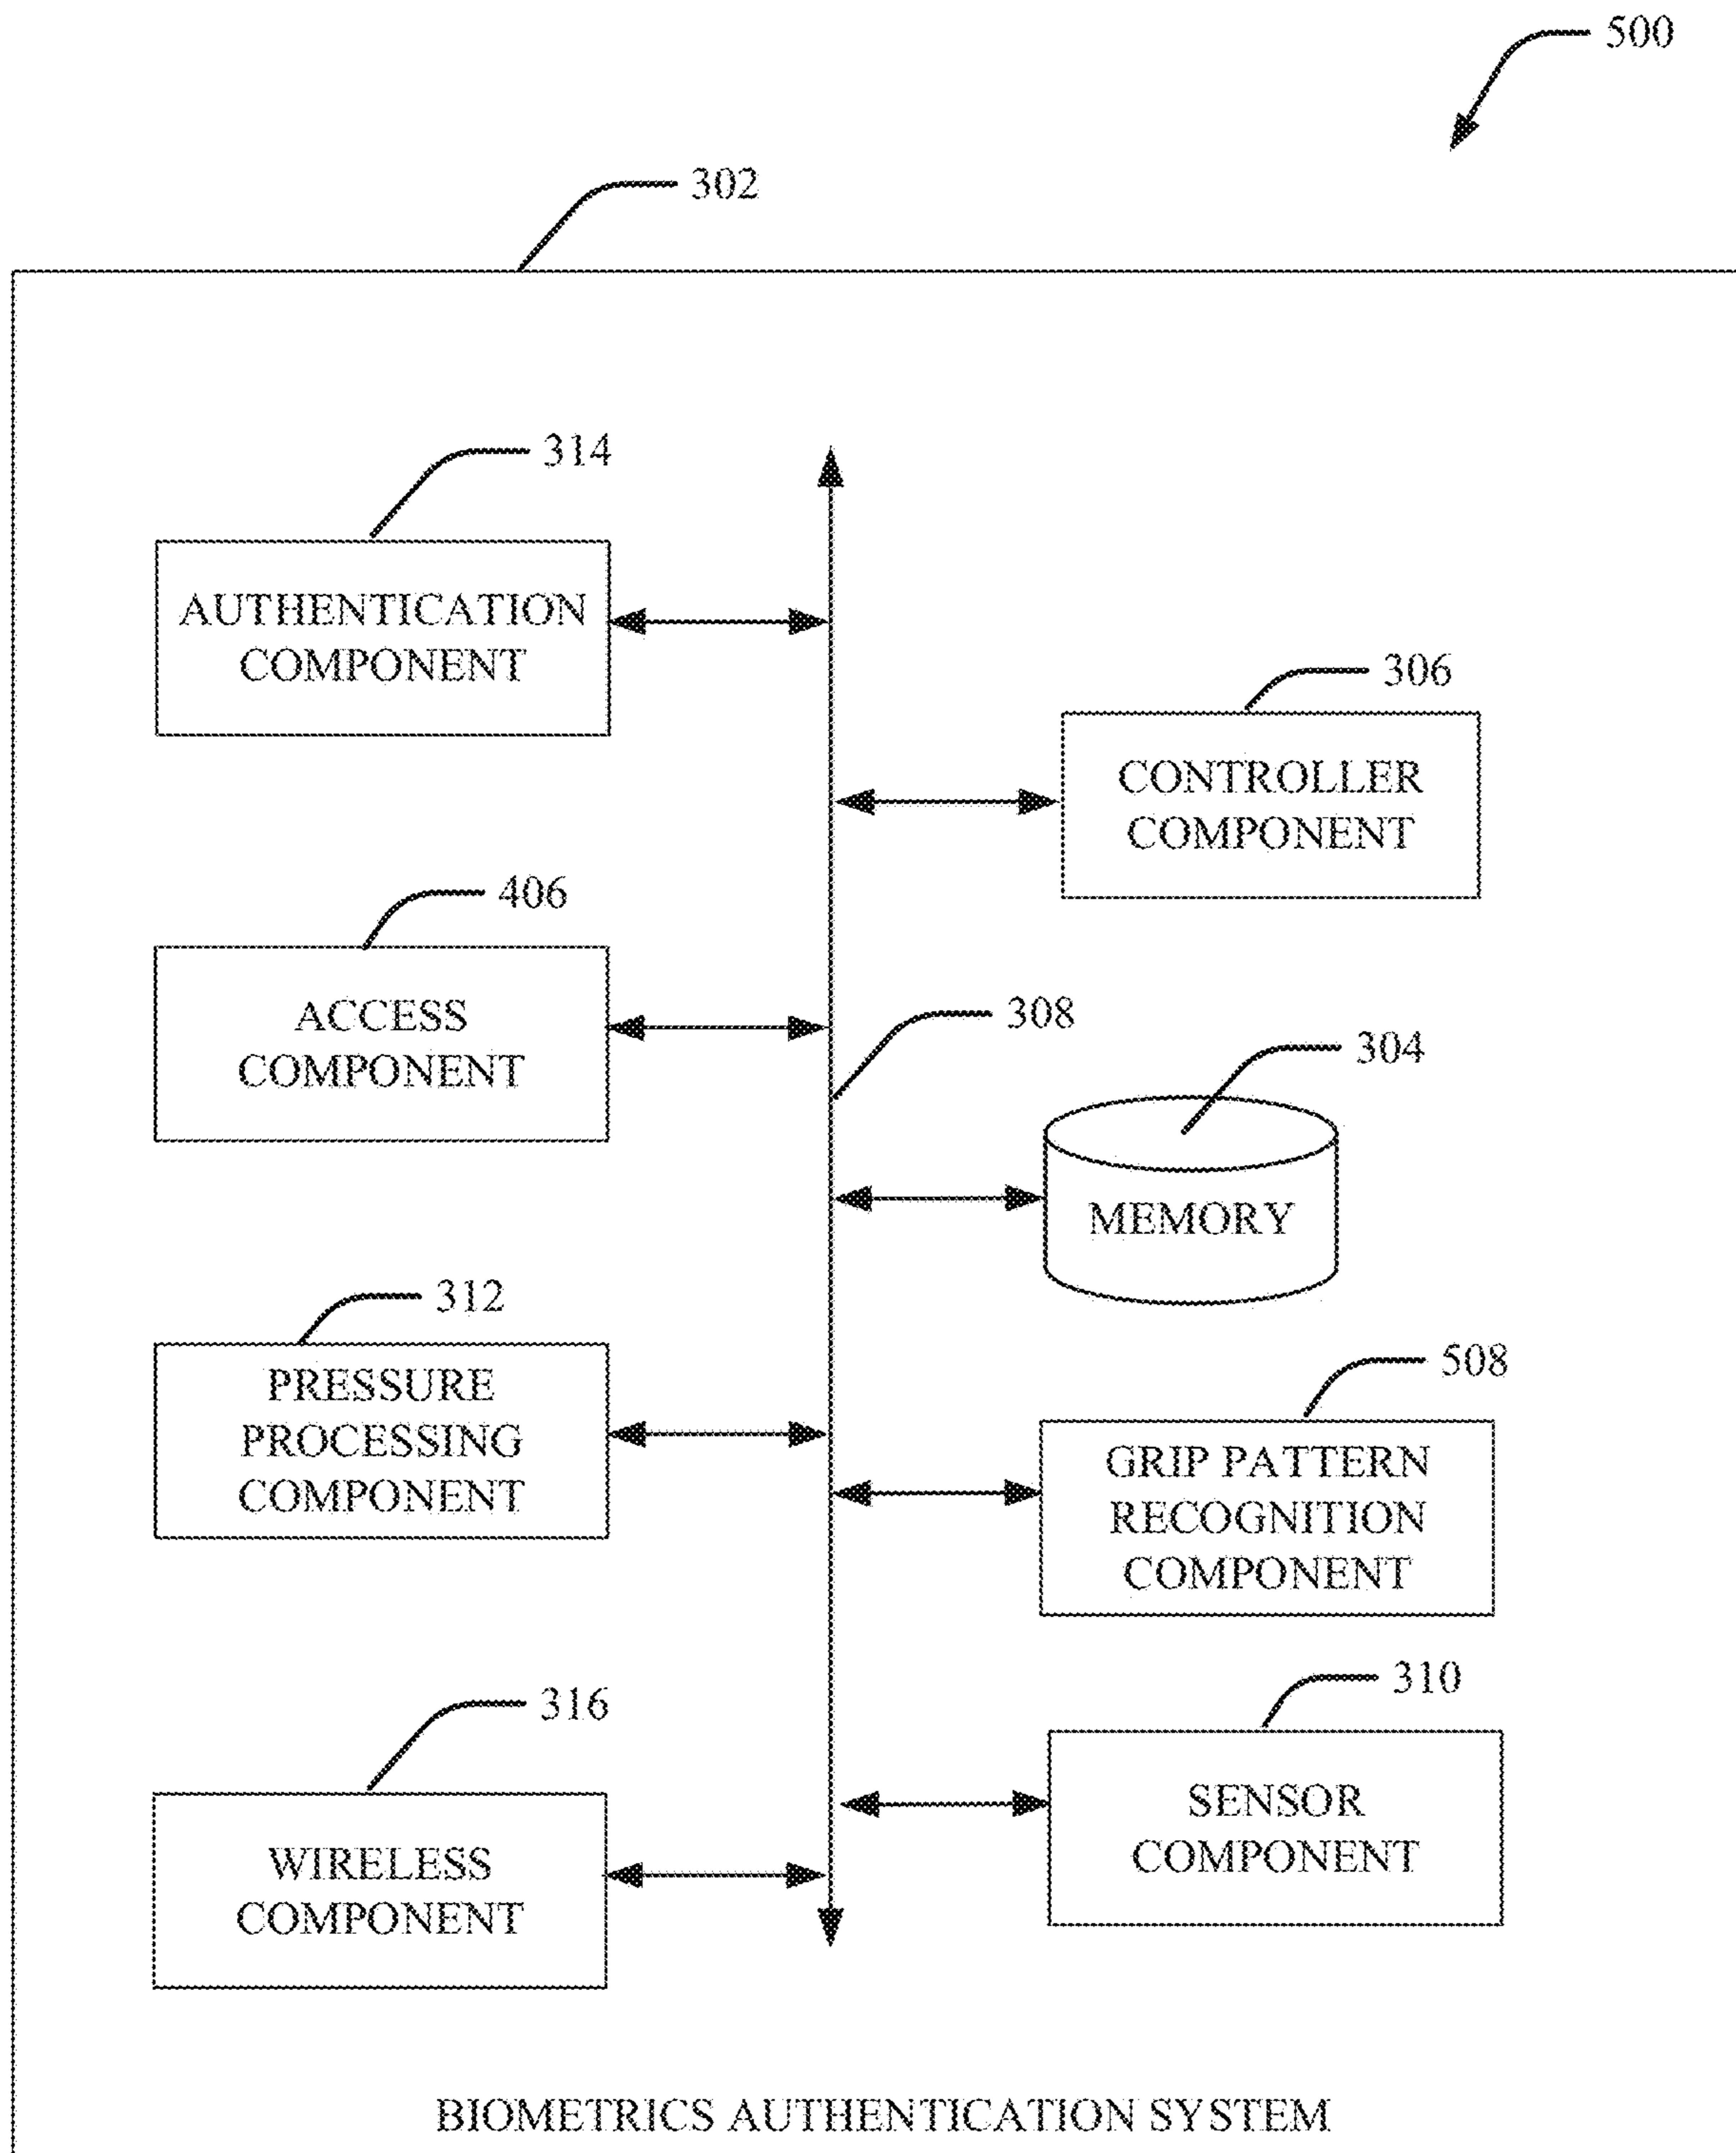 500
302
314
AUTHENTICATION
COMPONENT
306
CONTROLLER
COMPONENT
406
ACCESS
COMPONENT
308
304
MEMORY
312
PRESSURE
PROCESSING
COMPONENT
508
GRIP PATTERN
RECOGNITION
COMPONENT
316
WIRELESS
COMPONENT
310
SENSOR
COMPONENT
BIOMETRICS AUTHENTICATION SYSTEM